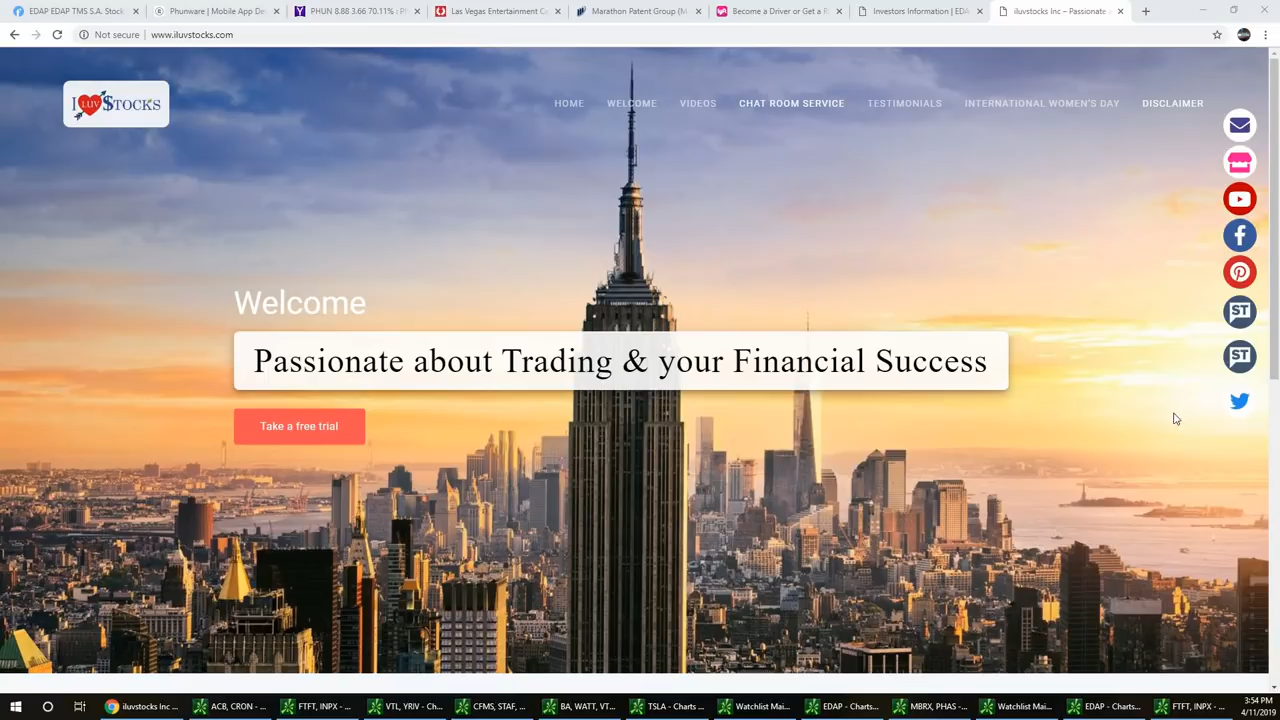 EDAP EDAP TMS S.A. Stock
Phunware | Mobile App De
PHUN 8.88 3.66 70.11% : P
Las Vegas Entertainment C
Marathon Patent Group (M
Become a Driver or Get a R
Investors Information | EDA
iluvstocks Inc – Passionate
Not secure | www.iluvstocks.com
I LUV $TOCKS
HOME
WELCOME
VIDEOS
CHAT ROOM SERVICE
TESTIMONIALS
INTERNATIONAL WOMEN'S DAY
DISCLAIMER
ST
ST
Welcome
Passionate about Trading & your Financial Success
Take a free trial
iluvstocks Inc ...
ACB, CRON - ...
FTFT, INPX - ...
VTL, YRIV - Ch...
CFMS, STAF, ...
BA, WATT, VT...
TSLA - Charts ...
Watchlist Mai...
EDAP - Charts...
MBRX, PHAS - ...
Watchlist Mai...
EDAP - Charts...
FTFT, INPX - ...
3:54 PM
4/11/2019